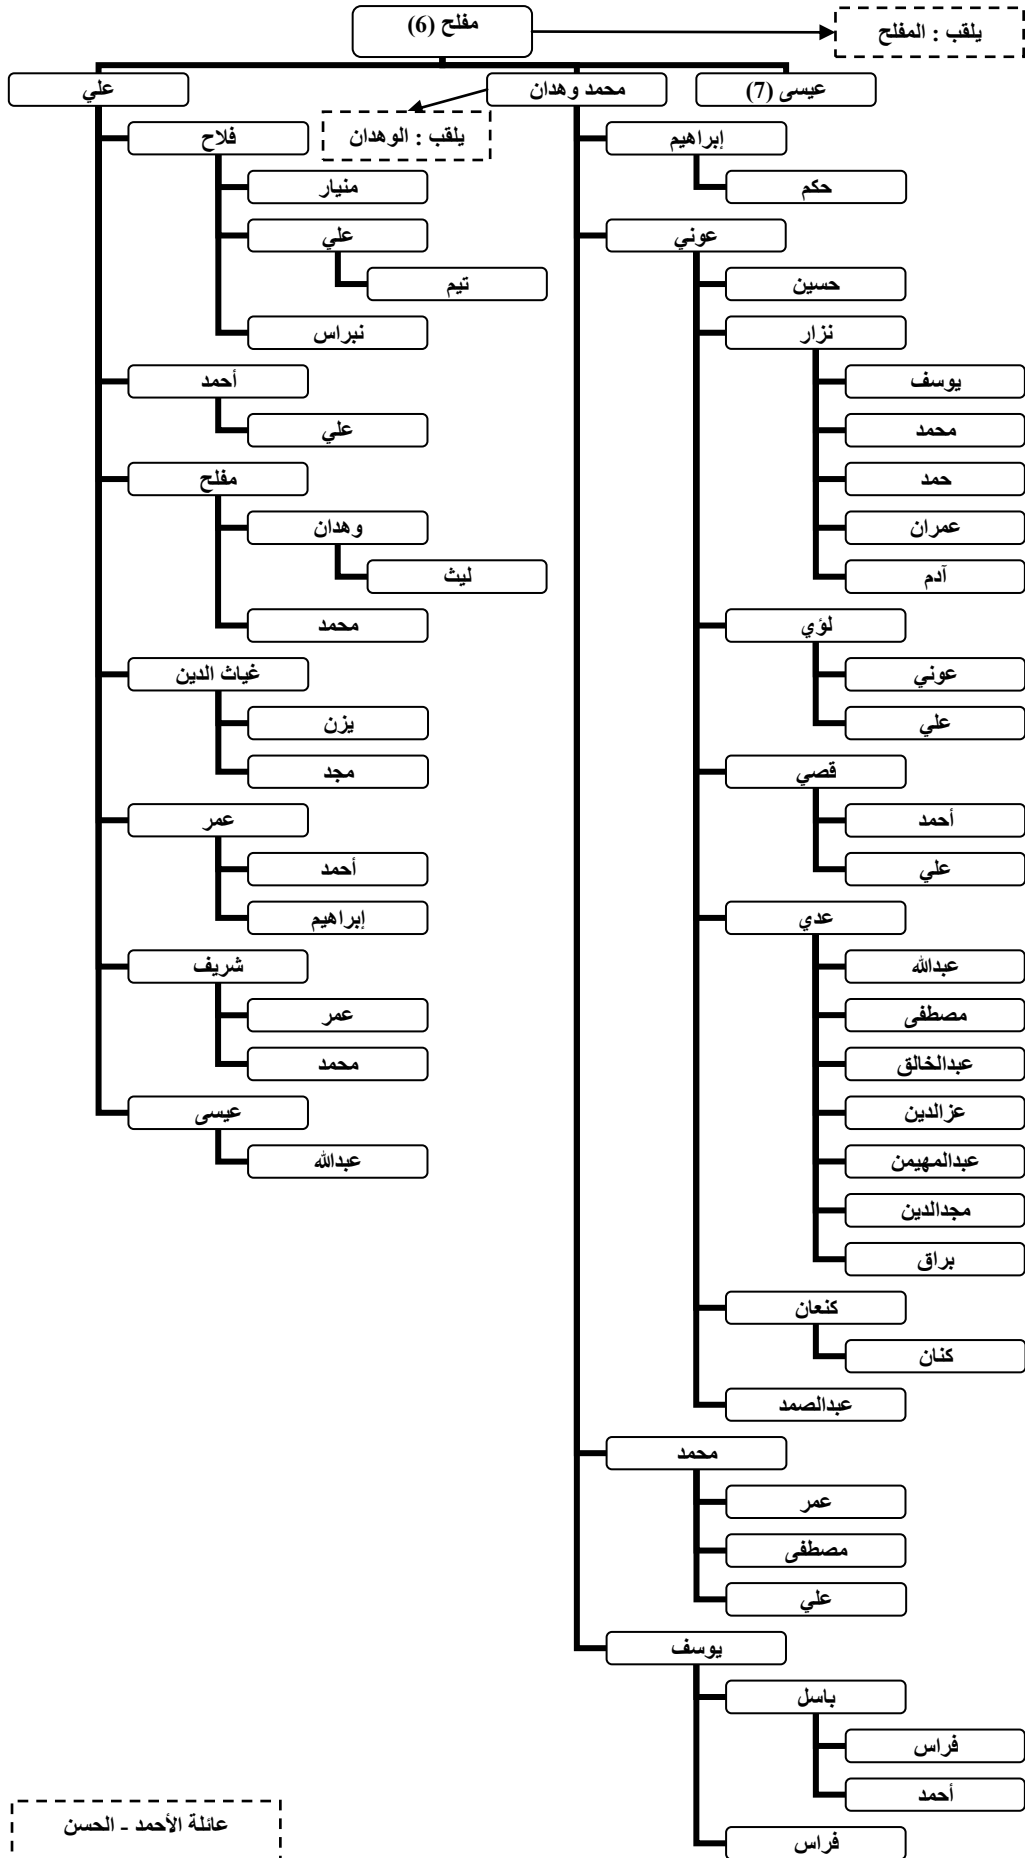 مفلح (6)
يلقب : المفلح
عيسى (7)
محمد وهدان
علي
يلقب : الوهدان
إبراهيم
حكم
عوني
حسين
نزار
يوسف
محمد
حمد
عمران
آدم
لؤي
عوني
علي
قصي
أحمد
علي
عدي
عبدالله
مصطفى
عبدالخالق
عزالدين
عبدالمهيمن
مجدالدين
براق
كنعان
كنان
عبدالصمد
محمد
عمر
مصطفى
علي
يوسف
باسل
فراس
أحمد
فراس
فلاح
منيار
علي
تيم
نبراس
أحمد
علي
مفلح
وهدان
ليث
محمد
غياث الدين
يزن
مجد
عمر
أحمد
إبراهيم
شريف
عمر
محمد
عيسى
عبدالله
عائلة الأحمد - الحسن